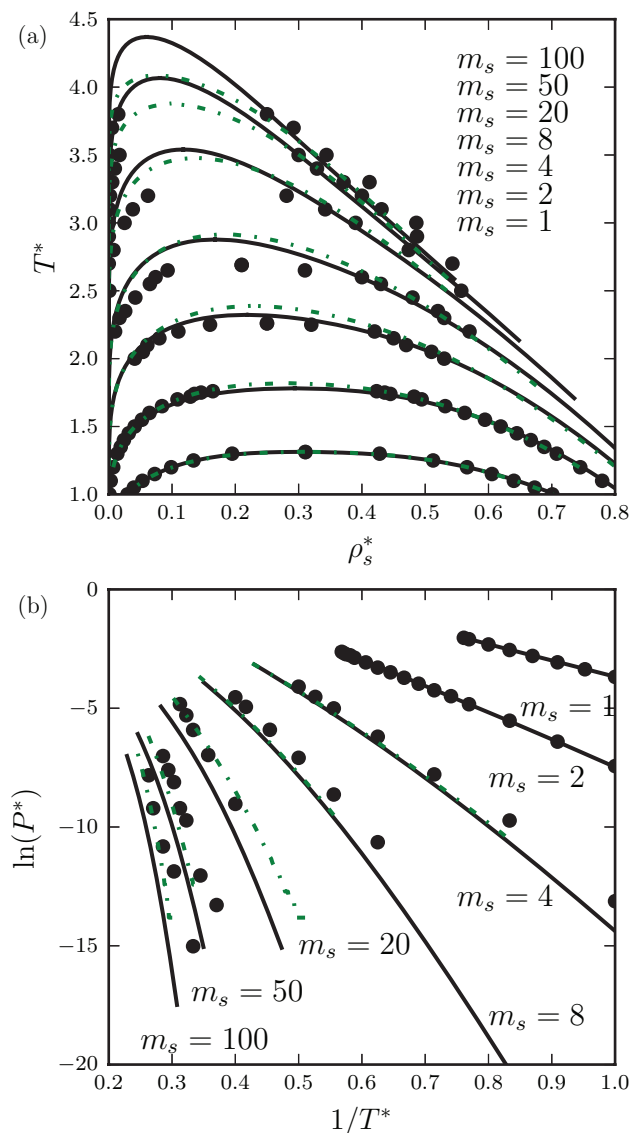 (a)
4.5
4.0
3.5
3.0
2.5
2.0
1.5
1.0
T*
m_s = 100
m_s = 50
m_s = 20
m_s = 8
m_s = 4
m_s = 2
m_s = 1
0.0 0.1 0.2 0.3 0.4 0.5 0.6 0.7 0.8
ρ_s*
(b)
0
−5
−10
−15
−20
ln(P*)
m_s = 1
m_s = 2
m_s = 4
m_s = 20
m_s = 50
m_s = 8
m_s = 100
0.2 0.3 0.4 0.5 0.6 0.7 0.8 0.9 1.0
1/T*